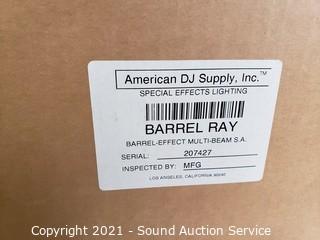 American DJ Supply, Inc.™
SPECIAL EFFECTS LIGHTING
BARREL RAY
BARREL-EFFECT MULTI-BEAM S.A.
SERIAL: 207427
INSPECTED BY: MFG
LOS ANGELES, CALIFORNIA
Copyright 2021 - Sound Auction Service